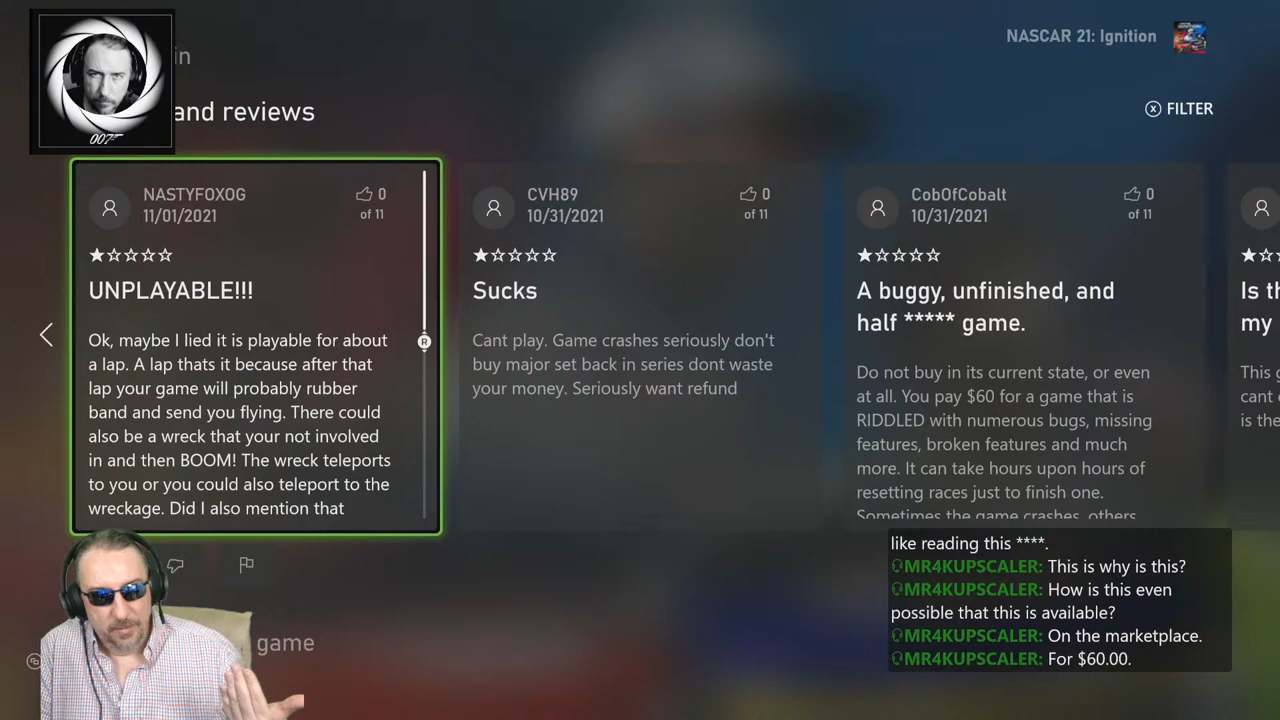 in
NASCAR 21: Ignition
and reviews
X FILTER
007
NASTYFOXOG
11/01/2021
0
of 11
UNPLAYABLE!!!
Ok, maybe I lied it is playable for about
a lap. A lap thats it because after that
lap your game will probably rubber
band and send you flying. There could
also be a wreck that your not involved
in and then BOOM! The wreck teleports
to you or you could also teleport to the
wreckage. Did I also mention that
R
CVH89
10/31/2021
0
of 11
Sucks
Cant play. Game crashes seriously don't
buy major set back in series dont waste
your money. Seriously want refund
CobOfCobalt
10/31/2021
0
of 11
A buggy, unfinished, and
half ***** game.
Do not buy in its current state, or even
at all. You pay $60 for a game that is
RIDDLED with numerous bugs, missing
features, broken features and much
more. It can take hours upon hours of
resetting races just to finish one.
Sometimes the game crashes, others
Is th
my
This g
cant
is the
like reading this ****.
MR4KUPSCALER: This is why is this?
MR4KUPSCALER: How is this even
possible that this is available?
MR4KUPSCALER: On the marketplace.
MR4KUPSCALER: For $60.00.
game